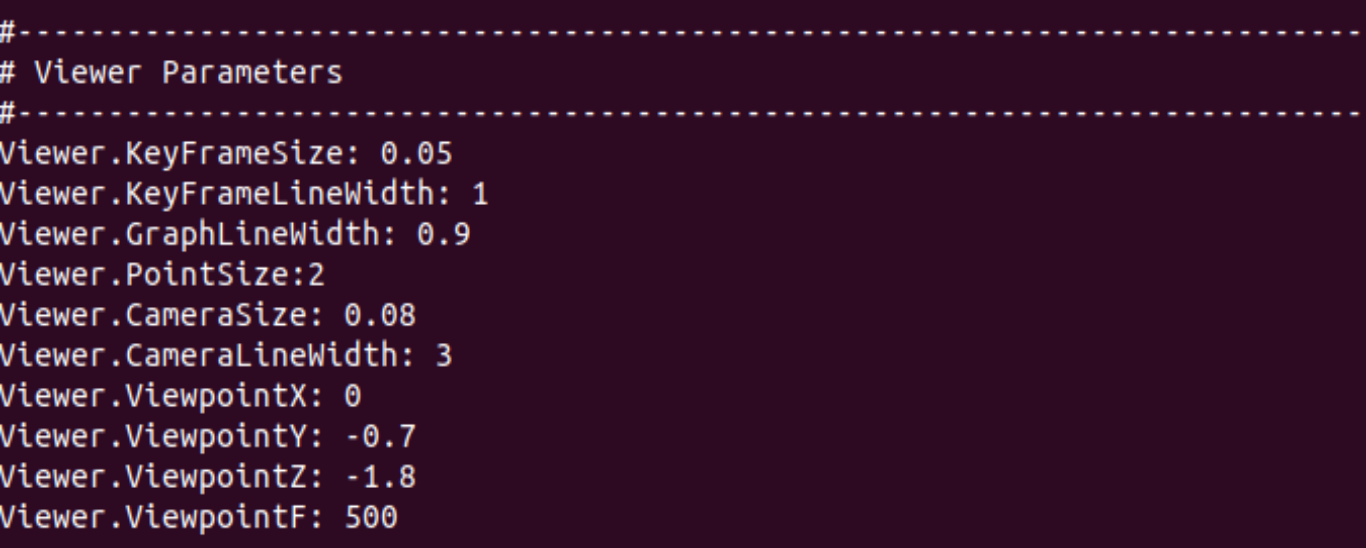 #--------------------------------------------------------------------------
# Viewer Parameters
#--------------------------------------------------------------------------
Viewer.KeyFrameSize: 0.05
Viewer.KeyFrameLineWidth: 1
Viewer.GraphLineWidth: 0.9
Viewer.PointSize:2
Viewer.CameraSize: 0.08
Viewer.CameraLineWidth: 3
Viewer.ViewpointX: 0
Viewer.ViewpointY: -0.7
Viewer.ViewpointZ: -1.8
Viewer.ViewpointF: 500